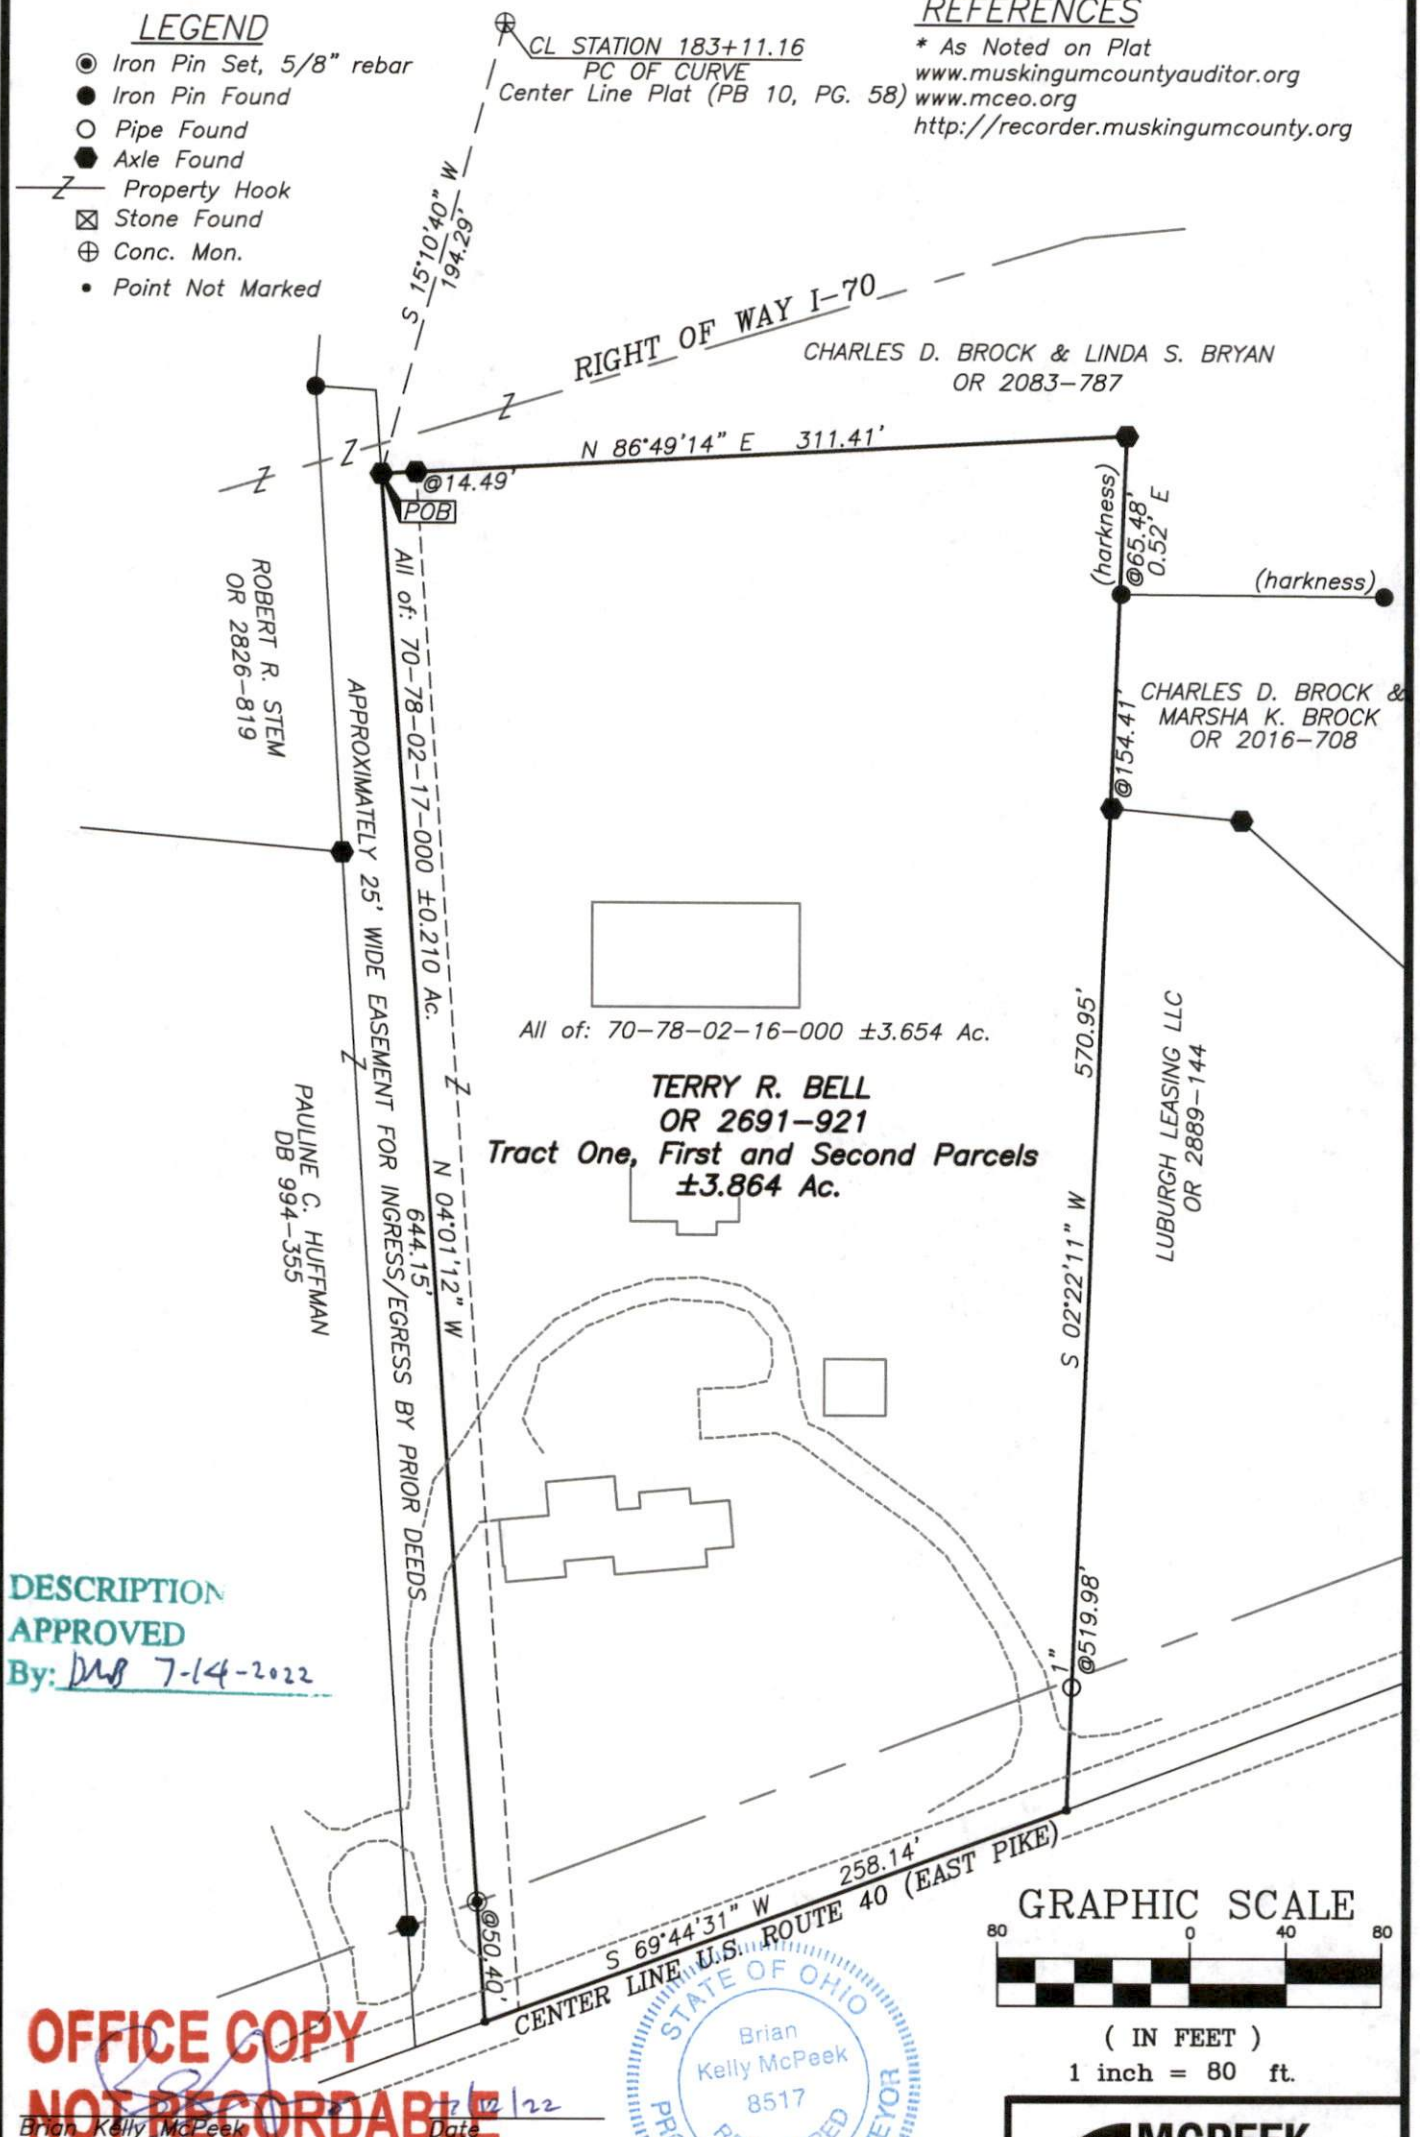 LEGEND
Iron Pin Set, 5/8" rebar
Iron Pin Found
Pipe Found
Axle Found
Z Property Hook
Stone Found
Conc. Mon.
Point Not Marked
CL STATION 183+11.16
PC OF CURVE
Center Line Plat (PB 10, PG. 58)
REFERENCES
* As Noted on Plat
www.muskingumcountyauditor.org
www.mceo.org
http://recorder.muskingumcounty.org
S 15°10'40" W
194.29'
RIGHT OF WAY I-70
CHARLES D. BROCK & LINDA S. BRYAN
OR 2083-787
Z
Z
Z
N 86°49'14" E 311.41'
@14.49'
POB
(harkness)
@65.48'
0.52' E
(harkness)
ROBERT R. STEM
OR 2826-819
All of: 70-78-02-17-000 ±0.210 Ac.
APPROXIMATELY 25' WIDE EASEMENT FOR INGRESS/EGRESS BY PRIOR DEEDS
CHARLES D. BROCK &
MARSHA K. BROCK
OR 2016-708
@154.41'
All of: 70-78-02-16-000 ±3.654 Ac.
TERRY R. BELL
OR 2691-921
Tract One, First and Second Parcels
±3.864 Ac.
570.95'
LUBURGH LEASING LLC
OR 2889-144
Z
Z
PAULINE C. HUFFMAN
DB 994-355
N 04°01'12" W
644.15'
S 02°22'11" W
DESCRIPTION
APPROVED
By: DMB 7-14-2022
1"
@519.98'
@50.40'
S 69°44'31" W 258.14'
CENTER LINE U.S. ROUTE 40 (EAST PIKE)
GRAPHIC SCALE
80 0 40 80
( IN FEET )
1 inch = 80 ft.
OFFICE COPY
NOT RECORDABLE
Brian Kelly McPeek
7/12/22
Date
STATE OF OHIO
Brian
Kelly McPeek
8517
MCPEEK